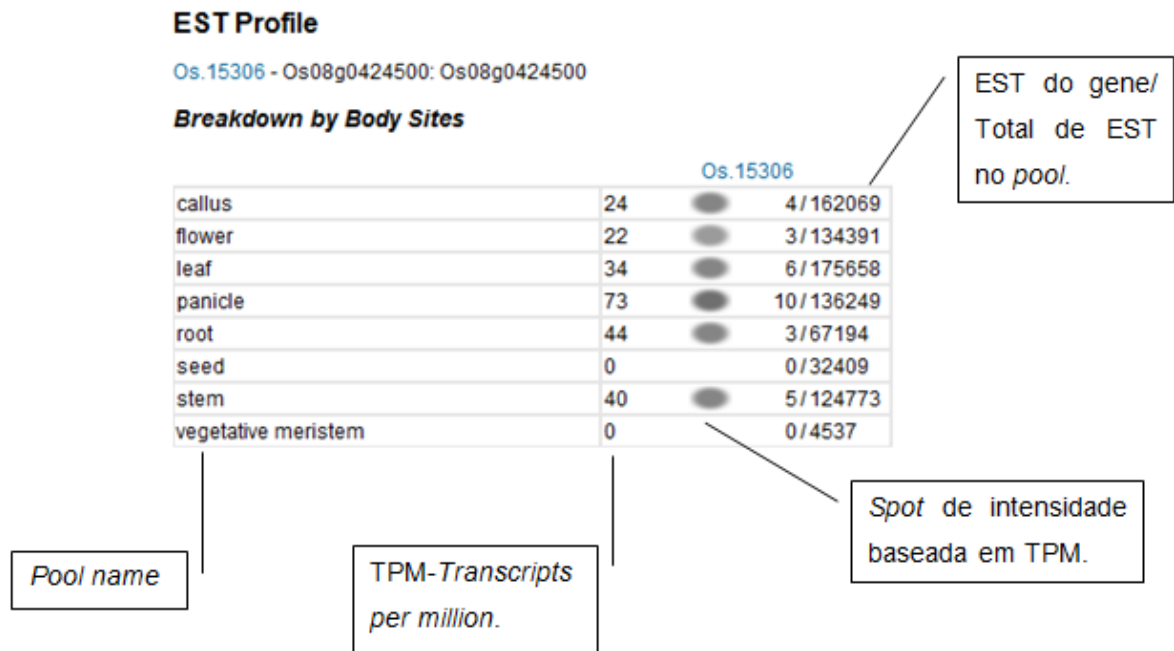 EST Profile
Os.15306 - Os08g0424500: Os08g0424500
Breakdown by Body Sites
Os.15306
callus 24 4/162069
flower 22 3/134391
leaf 34 6/175658
panicle 73 10/136249
root 44 3/67194
seed 0 0/32409
stem 40 5/124773
vegetative meristem 0 0/4537
EST do gene/
Total de EST
no pool.
Spot de intensidade
baseada em TPM.
Pool name
TPM-Transcripts
per million.